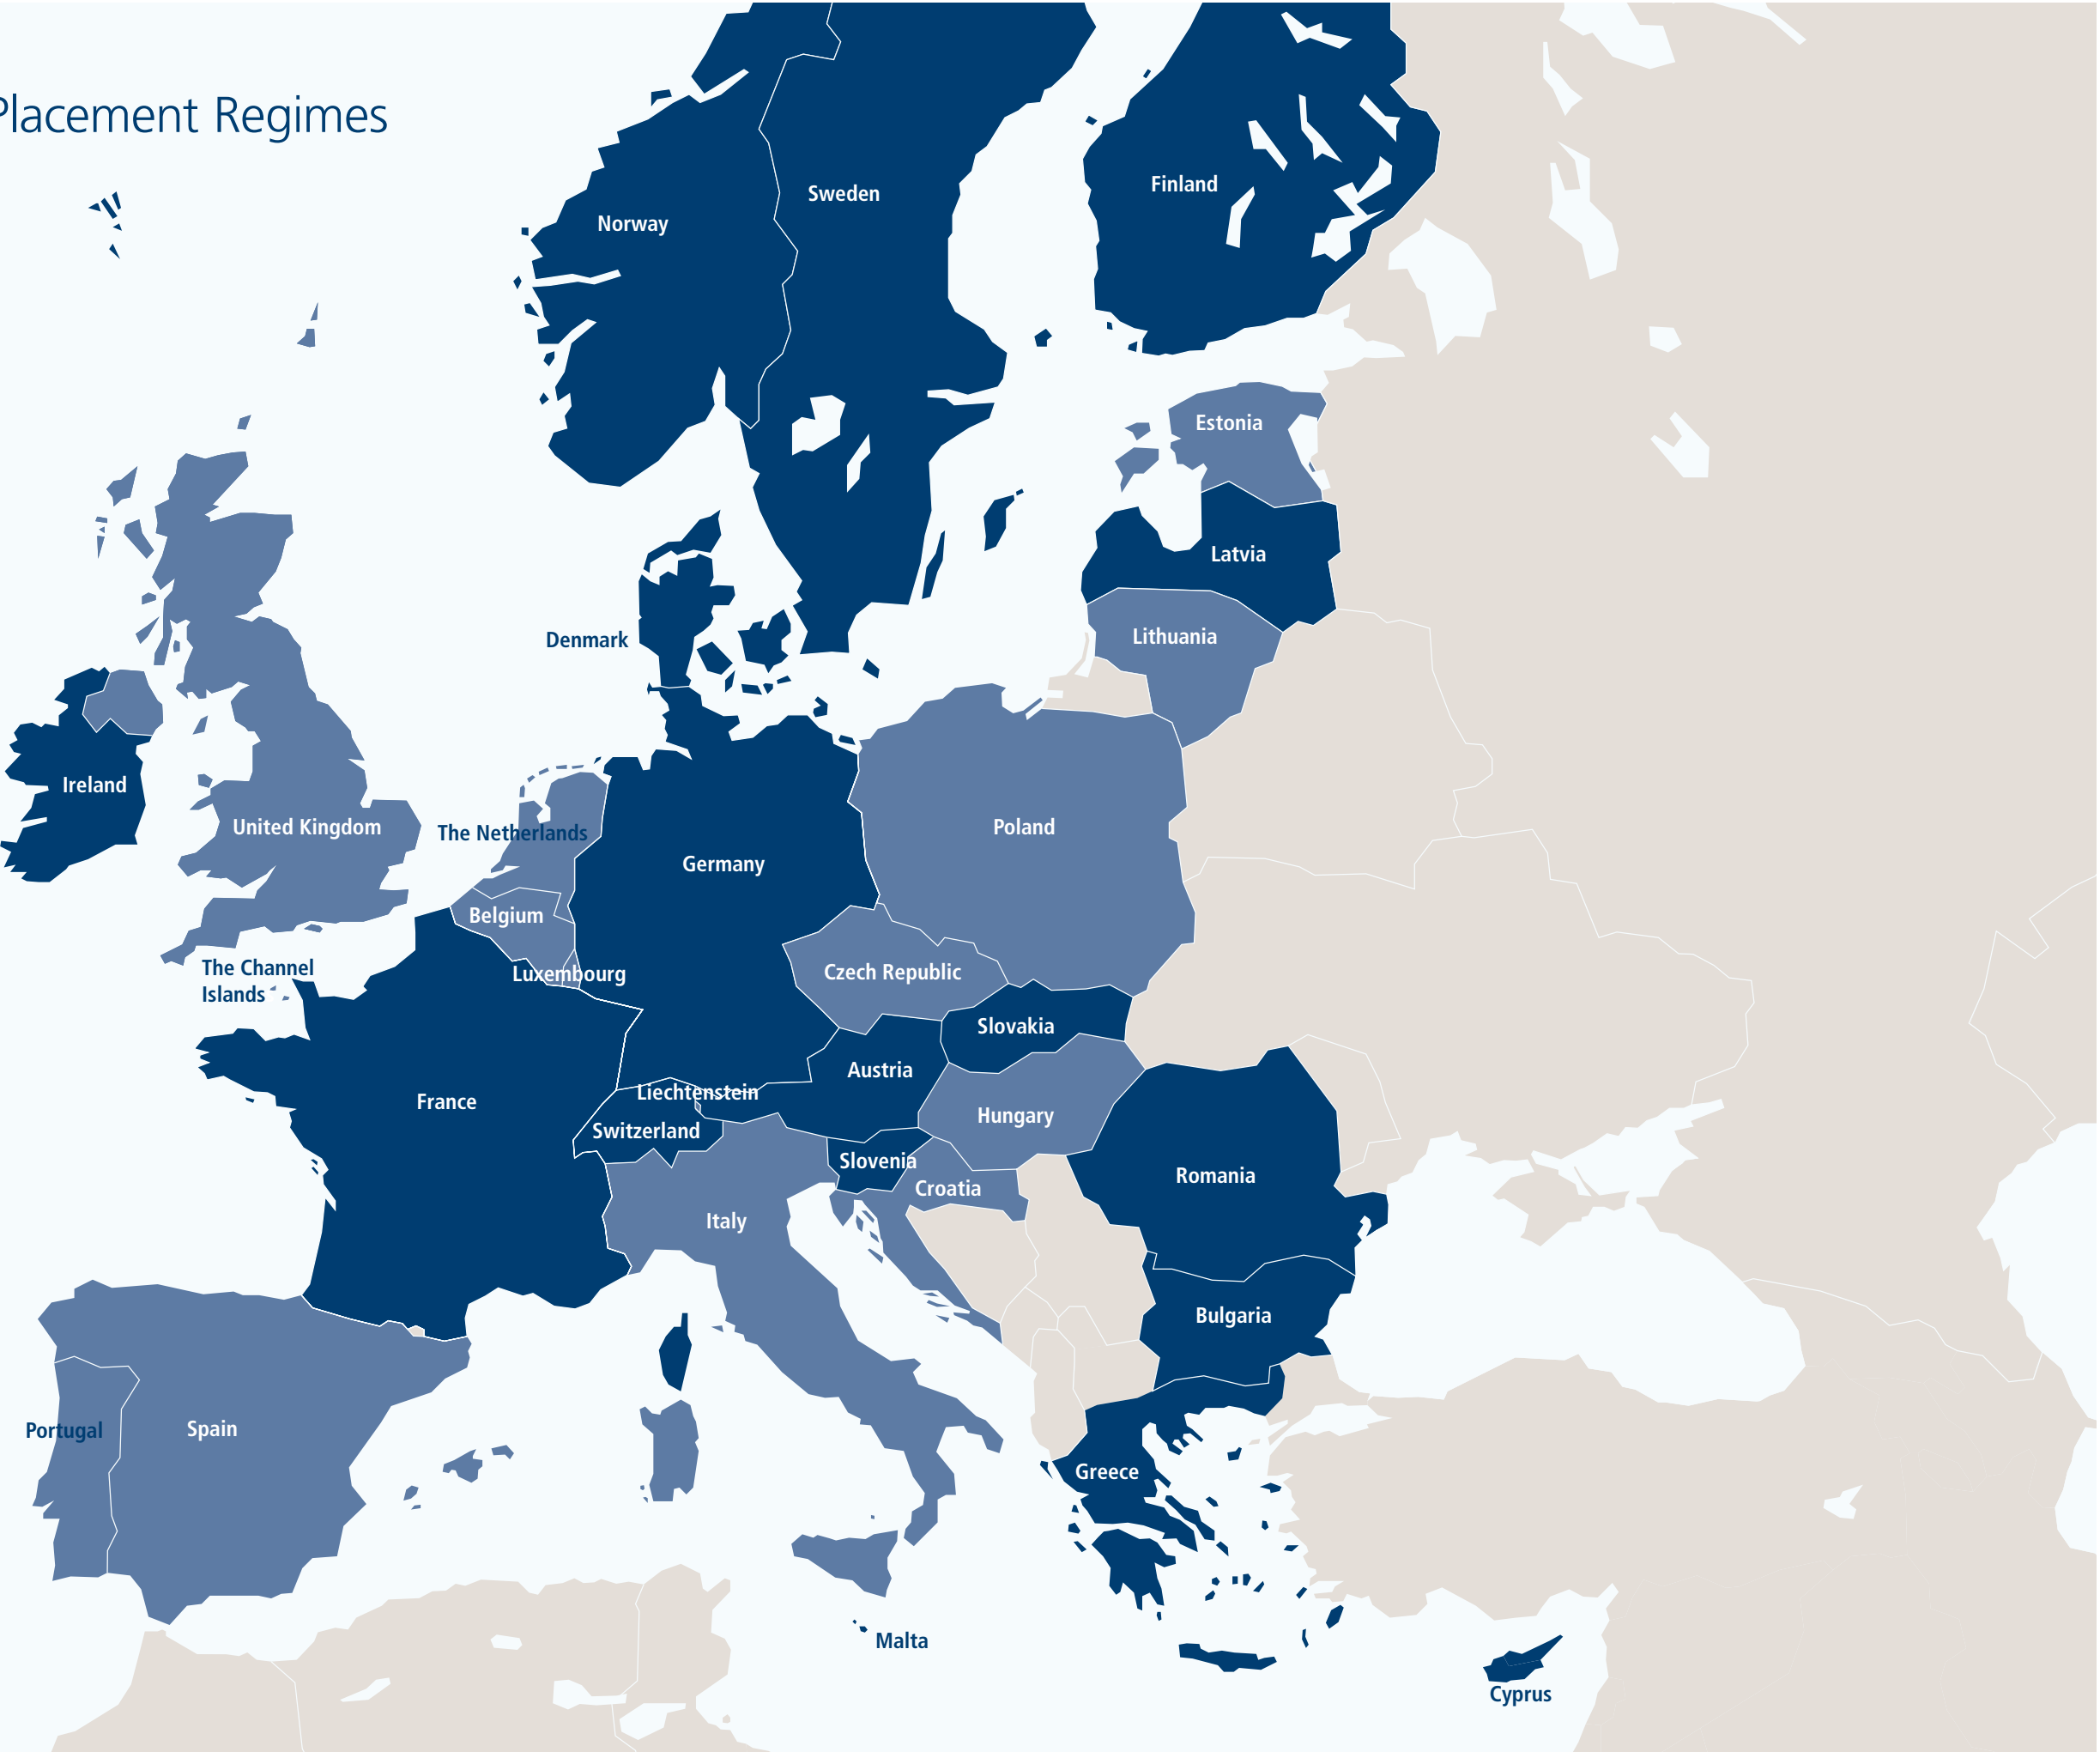 Placement Regimes
Sweden
Finland
Norway
Estonia
Latvia
Lithuania
Denmark
Ireland
United Kingdom
The Netherlands
Poland
Germany
Belgium
The Channel
Islands
Luxembourg
Czech Republic
Slovakia
Austria
France
Liechtenstein
Hungary
Switzerland
Slovenia
Romania
Croatia
Italy
Bulgaria
Portugal
Spain
Greece
Malta
Cyprus